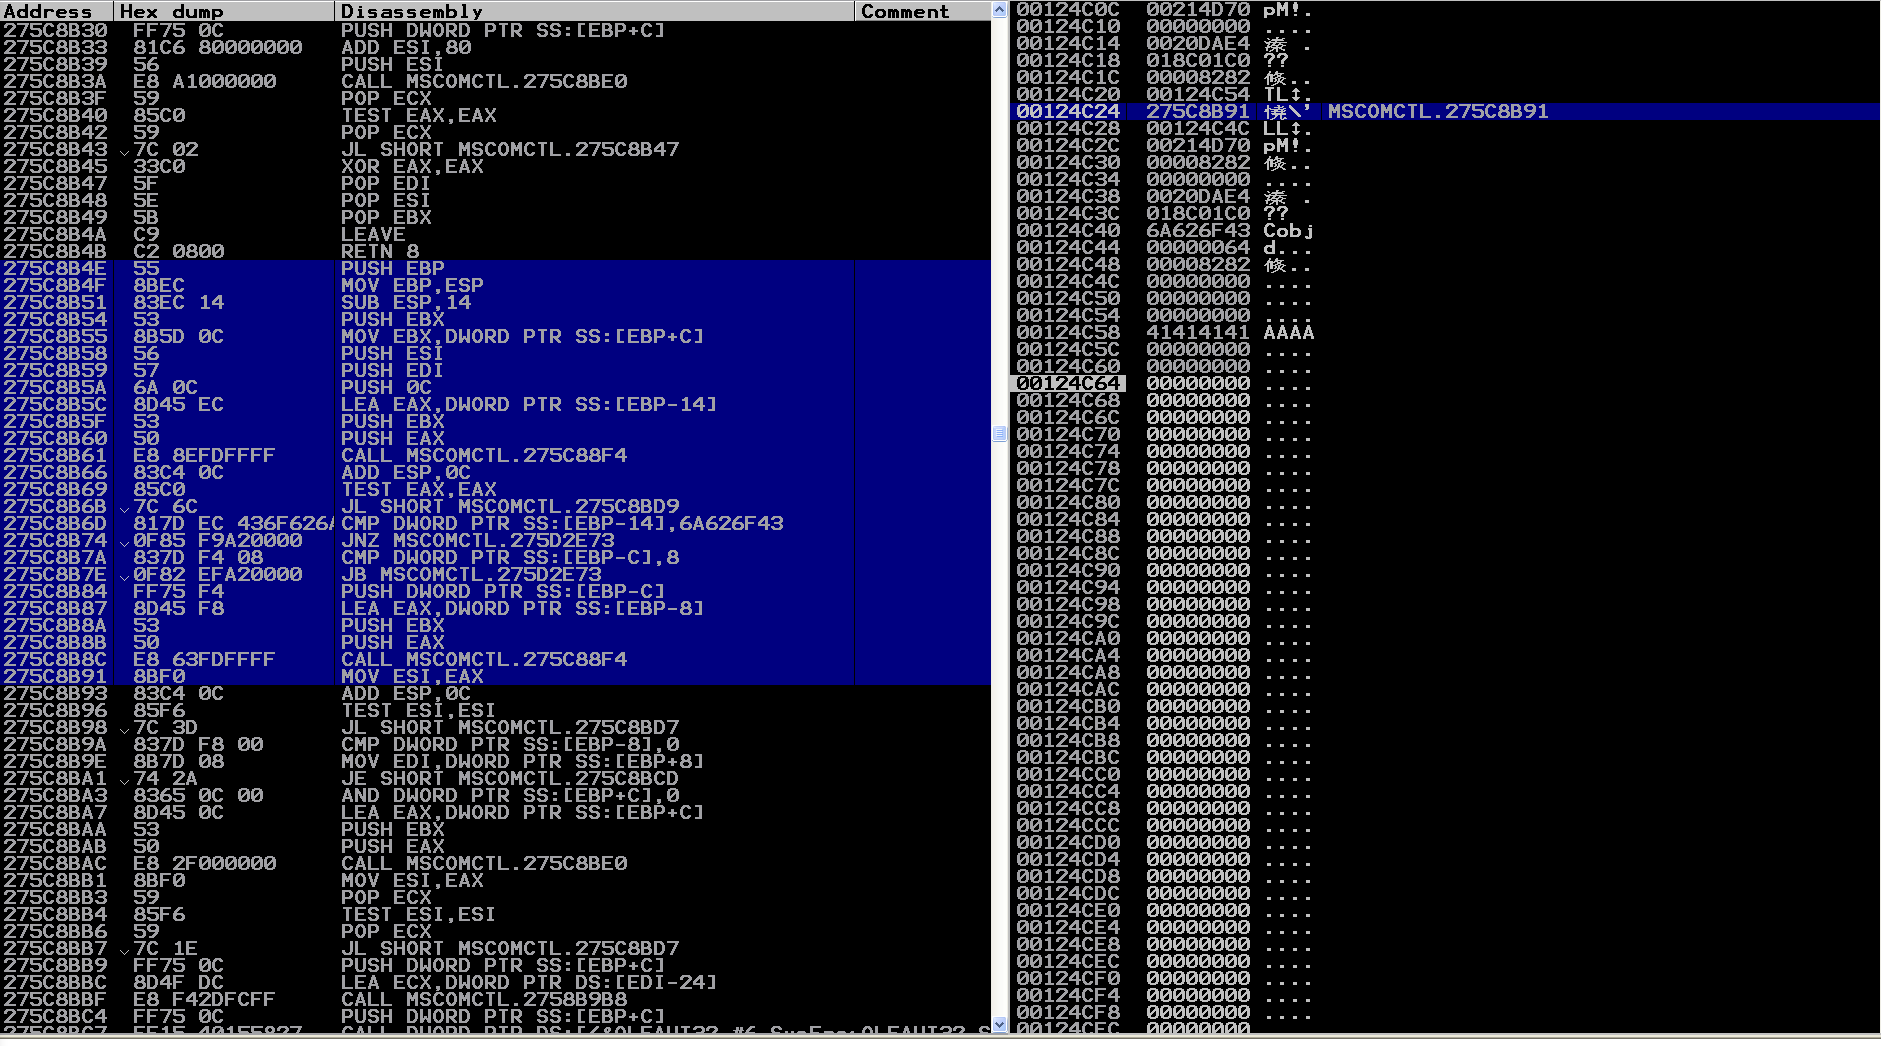 Address Hex dump Disassembly Comment
275C8B30 FF75 0C PUSH DWORD PTR SS:[EBP+C]
275C8B33 81C6 80000000 ADD ESI,80
275C8B39 56 PUSH ESI
275C8B3A E8 A1000000 CALL MSCOMCTL.275C8BE0
275C8B3F 59 POP ECX
275C8B40 85C0 TEST EAX,EAX
275C8B42 59 POP ECX
275C8B43 7C 02 JL SHORT MSCOMCTL.275C8B47
275C8B45 33C0 XOR EAX,EAX
275C8B47 5F POP EDI
275C8B48 5E POP ESI
275C8B49 5B POP EBX
275C8B4A C9 LEAVE
275C8B4B C2 0800 RETN 8
275C8B4E 55 PUSH EBP
275C8B4F 8BEC MOV EBP,ESP
275C8B51 83EC 14 SUB ESP,14
275C8B54 53 PUSH EBX
275C8B55 8B5D 0C MOV EBX,DWORD PTR SS:[EBP+C]
275C8B58 56 PUSH ESI
275C8B59 57 PUSH EDI
275C8B5A 6A 0C PUSH 0C
275C8B5C 8D45 EC LEA EAX,DWORD PTR SS:[EBP-14]
275C8B5F 53 PUSH EBX
275C8B60 50 PUSH EAX
275C8B61 E8 8EFDFFFF CALL MSCOMCTL.275C88F4
275C8B66 83C4 0C ADD ESP,0C
275C8B69 85C0 TEST EAX,EAX
275C8B6B 7C 6C JL SHORT MSCOMCTL.275C8BD9
275C8B6D 817D EC 436F626A CMP DWORD PTR SS:[EBP-14],6A626F43
275C8B74 0F85 F9A20000 JNZ MSCOMCTL.275D2E73
275C8B7A 837D F4 08 CMP DWORD PTR SS:[EBP-C],8
275C8B7E 0F82 EFA20000 JB MSCOMCTL.275D2E73
275C8B84 FF75 F4 PUSH DWORD PTR SS:[EBP-C]
275C8B87 8D45 F8 LEA EAX,DWORD PTR SS:[EBP-8]
275C8B8A 53 PUSH EBX
275C8B8B 50 PUSH EAX
275C8B8C E8 63FDFFFF CALL MSCOMCTL.275C88F4
275C8B91 8BF0 MOV ESI,EAX
275C8B93 83C4 0C ADD ESP,0C
275C8B96 85F6 TEST ESI,ESI
275C8B98 7C 3D JL SHORT MSCOMCTL.275C8BD7
275C8B9A 837D F8 00 CMP DWORD PTR SS:[EBP-8],0
275C8B9E 8B7D 08 MOV EDI,DWORD PTR SS:[EBP+8]
275C8BA1 74 2A JE SHORT MSCOMCTL.275C8BCD
275C8BA3 8365 0C 00 AND DWORD PTR SS:[EBP+C],0
275C8BA7 8D45 0C LEA EAX,DWORD PTR SS:[EBP+C]
275C8BAA 53 PUSH EBX
275C8BAB 50 PUSH EAX
275C8BAC E8 2F000000 CALL MSCOMCTL.275C8BE0
275C8BB1 8BF0 MOV ESI,EAX
275C8BB3 59 POP ECX
275C8BB4 85F6 TEST ESI,ESI
275C8BB6 59 POP ECX
275C8BB7 7C 1E JL SHORT MSCOMCTL.275C8BD7
275C8BB9 FF75 0C PUSH DWORD PTR SS:[EBP+C]
275C8BBC 8D4F DC LEA ECX,DWORD PTR DS:[EDI-24]
275C8BBF E8 F42DFCFF CALL MSCOMCTL.2758B9B8
275C8BC4 FF75 0C PUSH DWORD PTR SS:[EBP+C]
00124C0C 00214D70 pM!.
00124C10 00000000 ....
00124C14 0020DAE4 .
00124C18 018C01C0 ??
00124C1C 00008282 ..
00124C20 00124C54 TL↕.
00124C24 275C8B91 \' MSCOMCTL.275C8B91
00124C28 00124C4C LL↕.
00124C2C 00214D70 pM!.
00124C30 00008282 ..
00124C34 00000000 ....
00124C38 0020DAE4 .
00124C3C 018C01C0 ??
00124C40 6A626F43 Cobj
00124C44 00000064 d...
00124C48 00008282 ..
00124C4C 00000000 ....
00124C50 00000000 ....
00124C54 00000000 ....
00124C58 41414141 AAAA
00124C5C 00000000 ....
00124C60 00000000 ....
00124C64 00000000 ....
00124C68 00000000 ....
00124C6C 00000000 ....
00124C70 00000000 ....
00124C74 00000000 ....
00124C78 00000000 ....
00124C7C 00000000 ....
00124C80 00000000 ....
00124C84 00000000 ....
00124C88 00000000 ....
00124C8C 00000000 ....
00124C90 00000000 ....
00124C94 00000000 ....
00124C98 00000000 ....
00124C9C 00000000 ....
00124CA0 00000000 ....
00124CA4 00000000 ....
00124CA8 00000000 ....
00124CAC 00000000 ....
00124CB0 00000000 ....
00124CB4 00000000 ....
00124CB8 00000000 ....
00124CBC 00000000 ....
00124CC0 00000000 ....
00124CC4 00000000 ....
00124CC8 00000000 ....
00124CCC 00000000 ....
00124CD0 00000000 ....
00124CD4 00000000 ....
00124CD8 00000000 ....
00124CDC 00000000 ....
00124CE0 00000000 ....
00124CE4 00000000 ....
00124CE8 00000000 ....
00124CEC 00000000 ....
00124CF0 00000000 ....
00124CF4 00000000 ....
00124CF8 00000000 ....